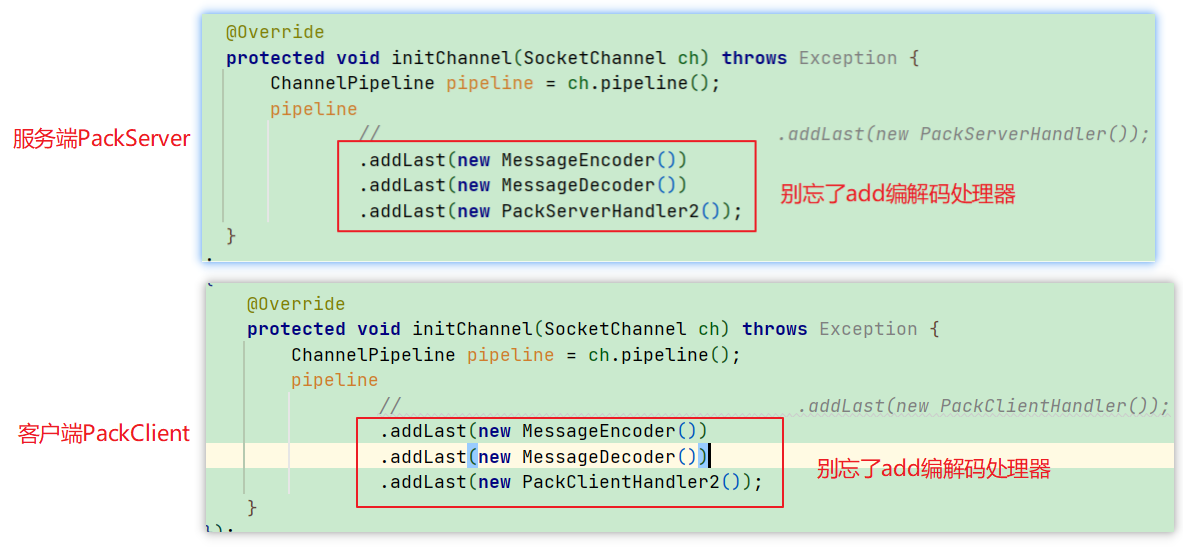 @Override
protected void initChannel(SocketChannel ch) throws Exception {
ChannelPipeline pipeline = ch.pipeline();
pipeline
服务端PackServer
// .addLast(new PackServerHandler());
.addLast(new MessageEncoder())
.addLast(new MessageDecoder())
别忘了add编解码处理器
.addLast(new PackServerHandler2());
}
@Override
protected void initChannel(SocketChannel ch) throws Exception {
ChannelPipeline pipeline = ch.pipeline();
pipeline
// .addLast(new PackClientHandler());
客户端PackClient
.addLast(new MessageEncoder())
.addLast(new MessageDecoder())
别忘了add编解码处理器
.addLast(new PackClientHandler2());
}
});